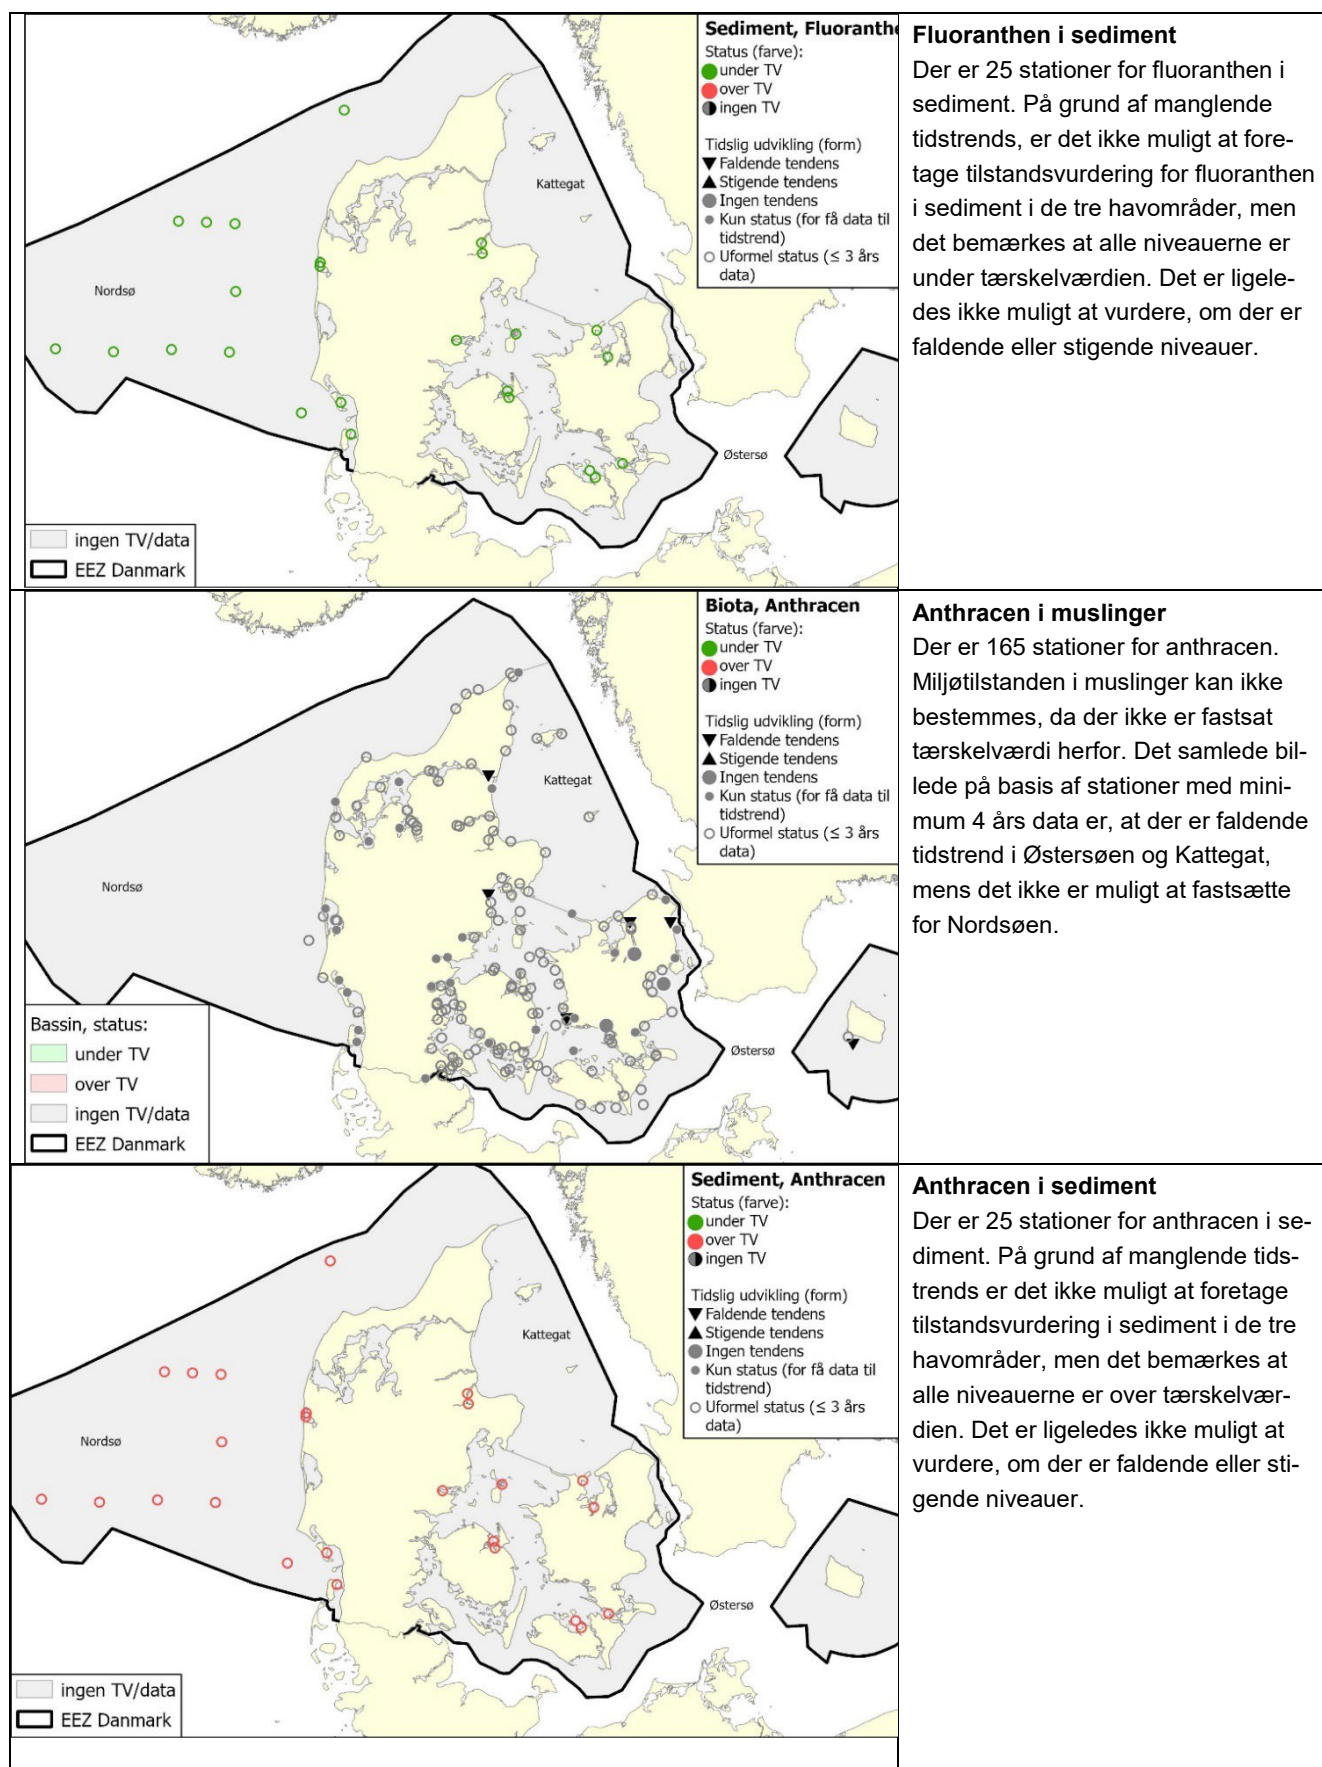 Sediment, Fluoranthe
Status (farve):
under TV
over TV
ingen TV
Tidslig udvikling (form)
Faldende tendens
Stigende tendens
Ingen tendens
Kun status (for få data til
tidstrend)
Uformel status (≤ 3 års
data)
Kattegat
Nordsø
Østersø
ingen TV/data
EEZ Danmark
Fluoranthen i sediment
Der er 25 stationer for fluoranthen i
sediment. På grund af manglende
tidstrends, er det ikke muligt at fore-
tage tilstandsvurdering for fluoranthen
i sediment i de tre havområder, men
det bemærkes at alle niveauerne er
under tærskelværdien. Det er ligele-
des ikke muligt at vurdere, om der er
faldende eller stigende niveauer.
Biota, Anthracen
Status (farve):
under TV
over TV
ingen TV
Tidslig udvikling (form)
Faldende tendens
Stigende tendens
Ingen tendens
Kun status (for få data til
tidstrend)
Uformel status (≤ 3 års
data)
Kattegat
Nordsø
Østersø
Bassin, status:
under TV
over TV
ingen TV/data
EEZ Danmark
Anthracen i muslinger
Der er 165 stationer for anthracen.
Miljøtilstanden i muslinger kan ikke
bestemmes, da der ikke er fastsat
tærskelværdi herfor. Det samlede bil-
lede på basis af stationer med mini-
mum 4 års data er, at der er faldende
tidstrend i Østersøen og Kattegat,
mens det ikke er muligt at fastsætte
for Nordsøen.
Sediment, Anthracen
Status (farve):
under TV
over TV
ingen TV
Tidslig udvikling (form)
Faldende tendens
Stigende tendens
Ingen tendens
Kun status (for få data til
tidstrend)
Uformel status (≤ 3 års
data)
Kattegat
Nordsø
Østersø
ingen TV/data
EEZ Danmark
Anthracen i sediment
Der er 25 stationer for anthracen i se-
diment. På grund af manglende tids-
trends er det ikke muligt at foretage
tilstandsvurdering i sediment i de tre
havområder, men det bemærkes at
alle niveauerne er over tærskelvær-
dien. Det er ligeledes ikke muligt at
vurdere, om der er faldende eller sti-
gende niveauer.